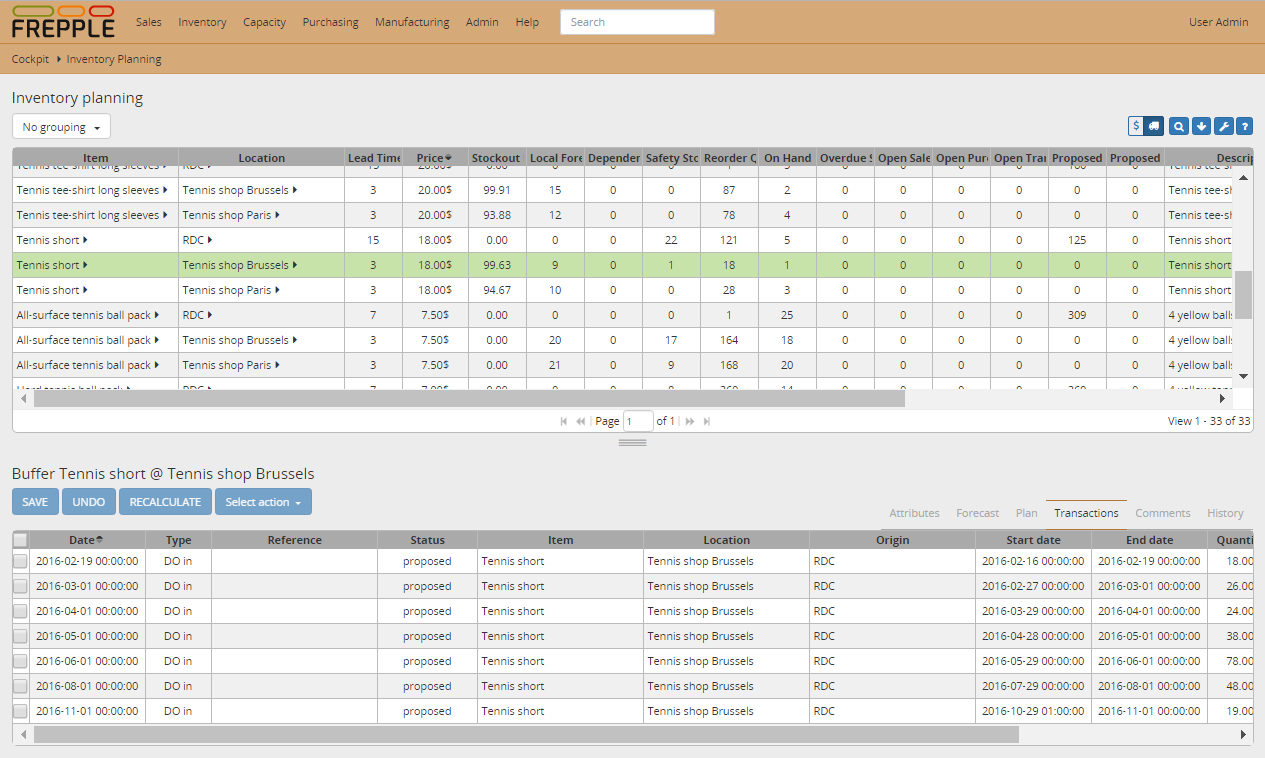 FREPPLE Sales Inventory Capacity Purchasing Manufacturing Admin Help Search User Admin
Cockpit Inventory Planning
Inventory planning
No grouping $ ?
Item Location Lead Time Price Stockout Local Fore Depender Safety Stc Reorder Q On Hand Overdue S Open Sale Open Pur Open Trar Proposed Proposed Descrip
Tennis tee-shirt long sleeves RDC
Tennis tee-shirt long sleeves Tennis shop Brussels 3 20.00$ 99.91 15 0 0 87 2 0 0 0 0 0 0 Tennis tee-sh
Tennis tee-shirt long sleeves Tennis shop Paris 3 20.00$ 93.88 12 0 0 78 4 0 0 0 0 0 0 Tennis tee-sh
Tennis short RDC 15 18.00$ 0.00 0 0 22 121 5 0 0 0 0 125 0 Tennis short
Tennis short Tennis shop Brussels 3 18.00$ 99.63 9 0 1 18 1 0 0 0 0 0 0 Tennis short
Tennis short Tennis shop Paris 3 18.00$ 94.67 10 0 0 28 3 0 0 0 0 0 0 Tennis short
All-surface tennis ball pack RDC 7 7.50$ 0.00 0 0 0 1 25 0 0 0 0 309 0 4 yellow balls
All-surface tennis ball pack Tennis shop Brussels 3 7.50$ 0.00 20 0 17 164 18 0 0 0 0 0 0 4 yellow balls
All-surface tennis ball pack Tennis shop Paris 3 7.50$ 0.00 21 0 9 168 20 0 0 0 0 0 0 4 yellow balls
Hard tennis ball pack RDC
Page 1 of 1 View 1 - 33 of 33
Buffer Tennis short @ Tennis shop Brussels
SAVE UNDO RECALCULATE Select action
Attributes Forecast Plan Transactions Comments History
Date Type Reference Status Item Location Origin Start date End date Quanti
2016-02-19 00:00:00 DO in proposed Tennis short Tennis shop Brussels RDC 2016-02-16 00:00:00 2016-02-19 00:00:00 18.00
2016-03-01 00:00:00 DO in proposed Tennis short Tennis shop Brussels RDC 2016-02-27 00:00:00 2016-03-01 00:00:00 26.00
2016-04-01 00:00:00 DO in proposed Tennis short Tennis shop Brussels RDC 2016-03-29 00:00:00 2016-04-01 00:00:00 24.00
2016-05-01 00:00:00 DO in proposed Tennis short Tennis shop Brussels RDC 2016-04-28 00:00:00 2016-05-01 00:00:00 38.00
2016-06-01 00:00:00 DO in proposed Tennis short Tennis shop Brussels RDC 2016-05-29 00:00:00 2016-06-01 00:00:00 78.00
2016-08-01 00:00:00 DO in proposed Tennis short Tennis shop Brussels RDC 2016-07-29 00:00:00 2016-08-01 00:00:00 48.00
2016-11-01 00:00:00 DO in proposed Tennis short Tennis shop Brussels RDC 2016-10-29 01:00:00 2016-11-01 00:00:00 19.00